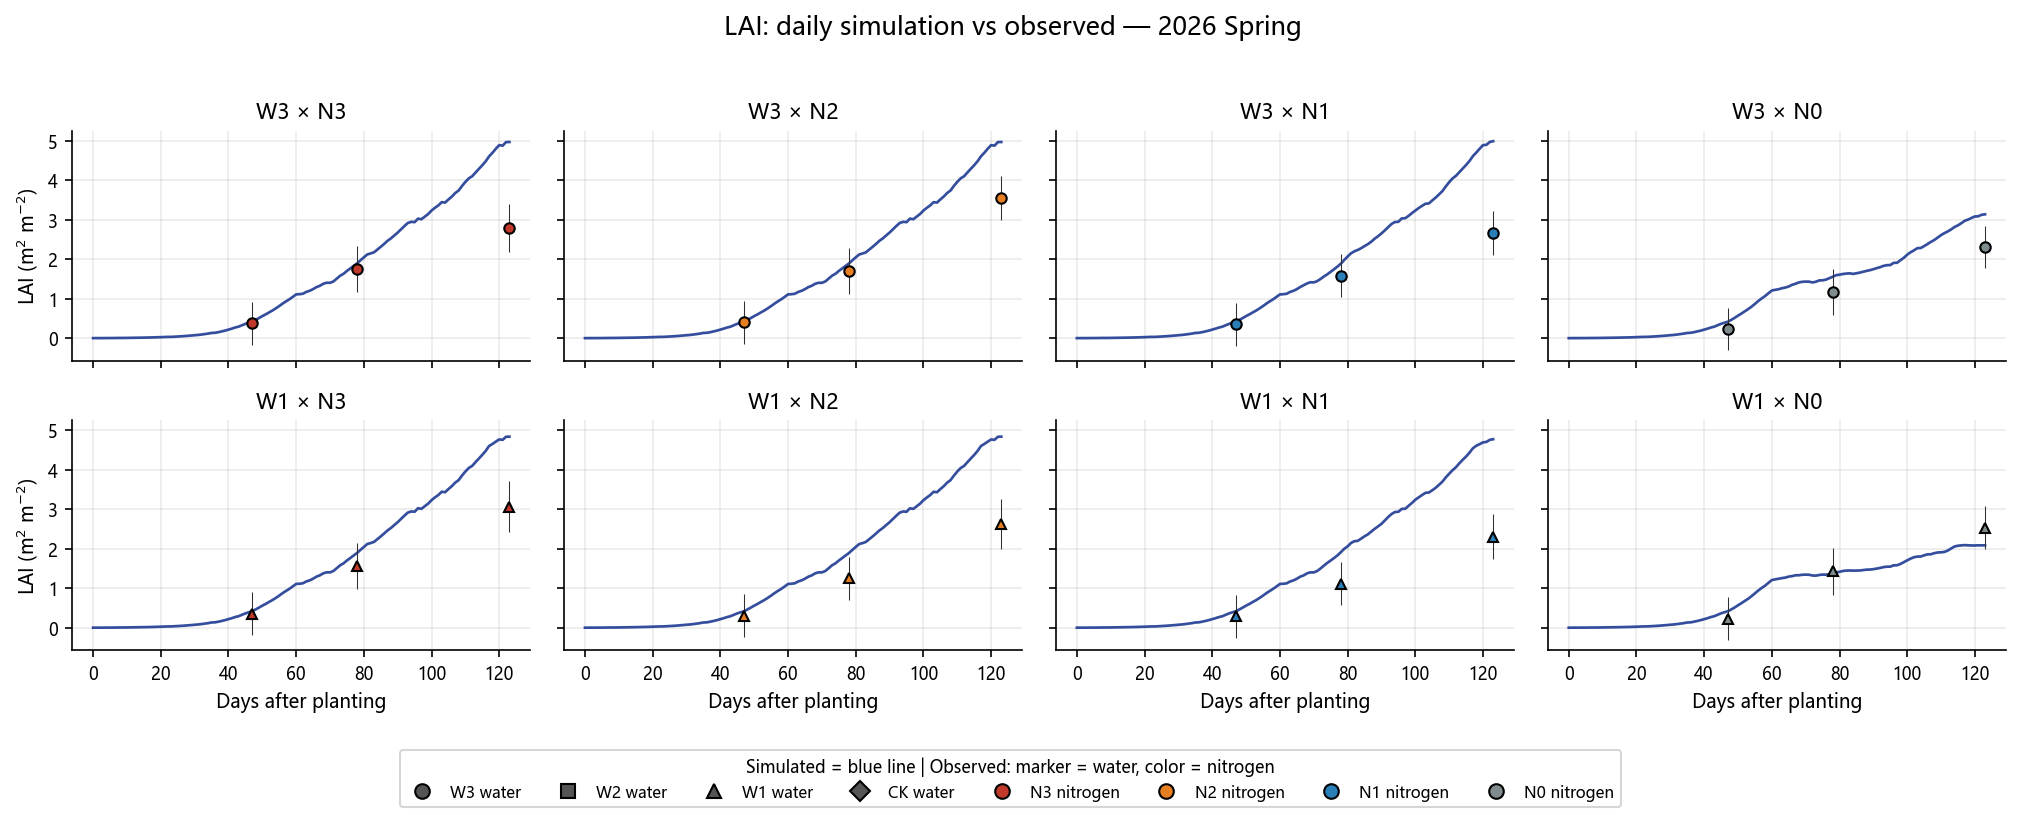 LAI: daily simulation vs observed — 2026 Spring
W3 × N3
W3 × N2
W3 × N1
W3 × N0
LAI (m² m⁻²)
5
4
3
2
1
0
W1 × N3
W1 × N2
W1 × N1
W1 × N0
LAI (m² m⁻²)
5
4
3
2
1
0
0 20 40 60 80 100 120
0 20 40 60 80 100 120
0 20 40 60 80 100 120
0 20 40 60 80 100 120
Days after planting
Days after planting
Days after planting
Days after planting
Simulated = blue line | Observed: marker = water, color = nitrogen
W3 water W2 water W1 water CK water N3 nitrogen N2 nitrogen N1 nitrogen N0 nitrogen